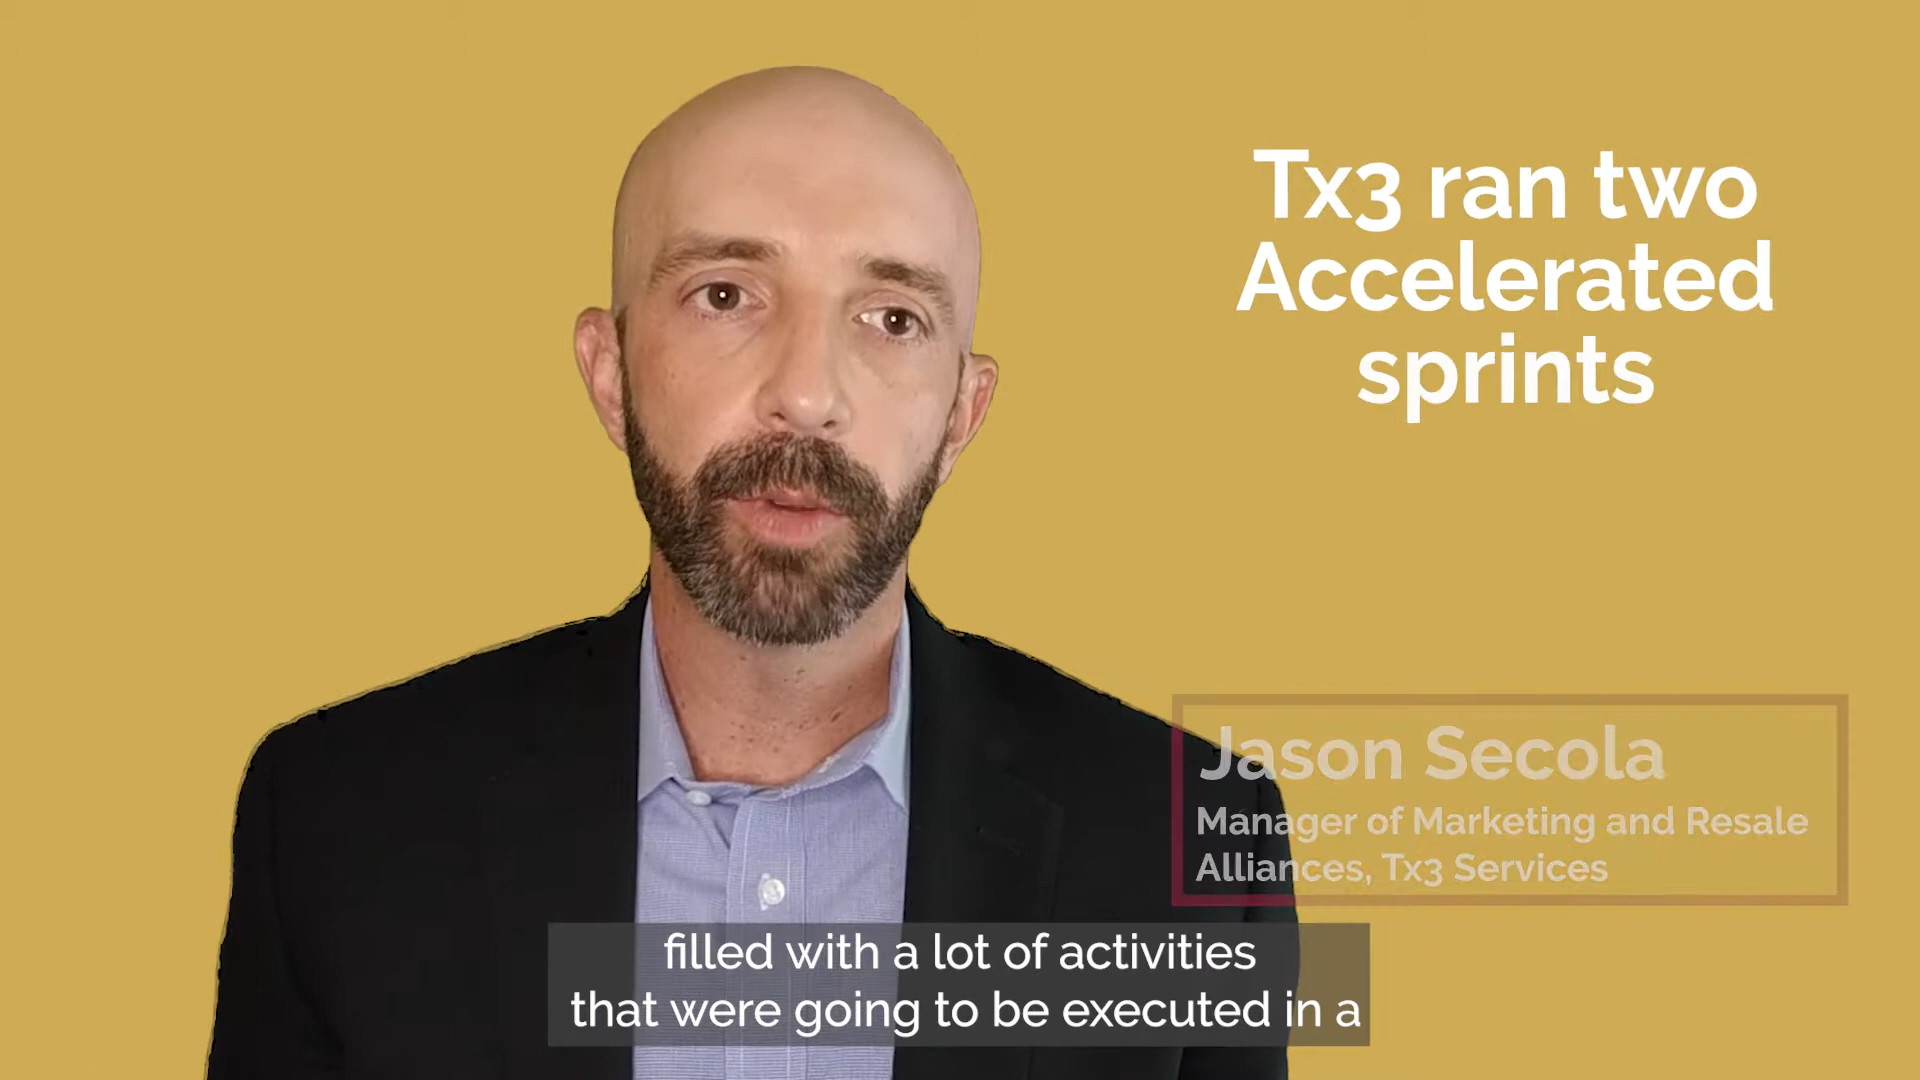 Tx3 ran two
Accelerated
sprints
Jason Secola
Manager of Marketing and Resale
Alliances, Tx3 Services
filled with a lot of activities
that were going to be executed in a